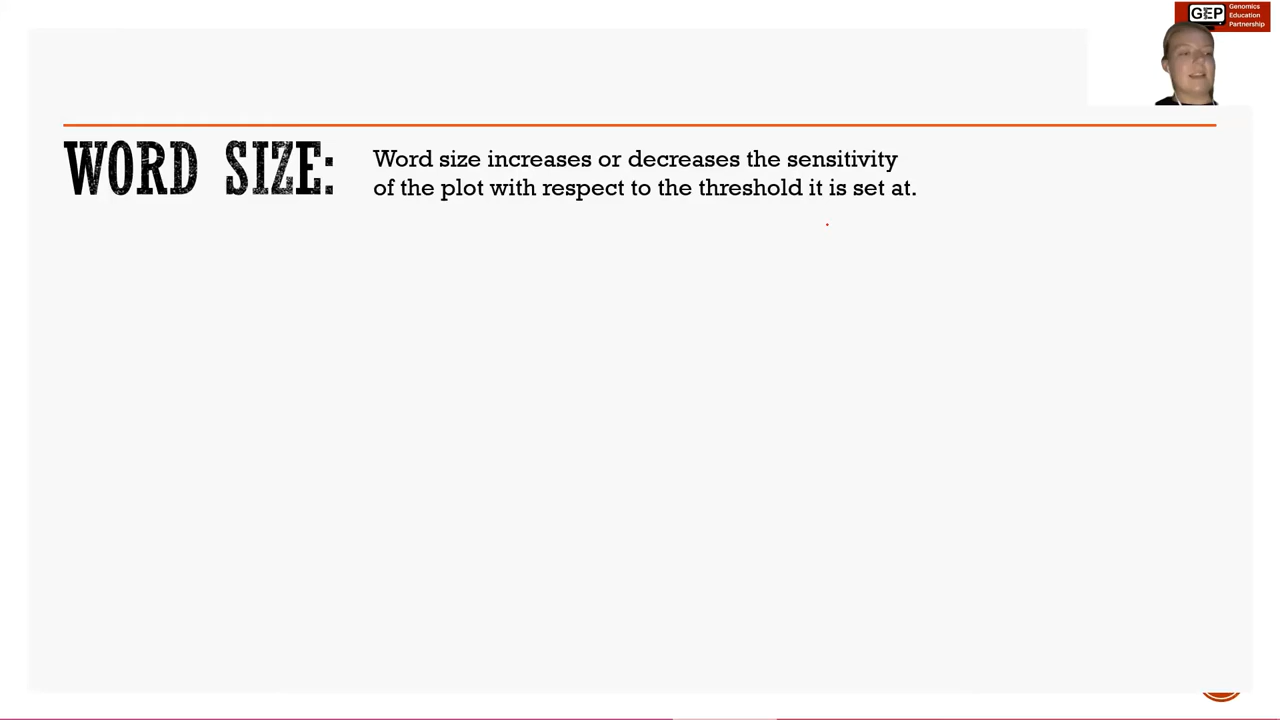 GEP
Genomics
Education
Partnership
WORD SIZE:
Word size increases or decreases the sensitivity
of the plot with respect to the threshold it is set at.